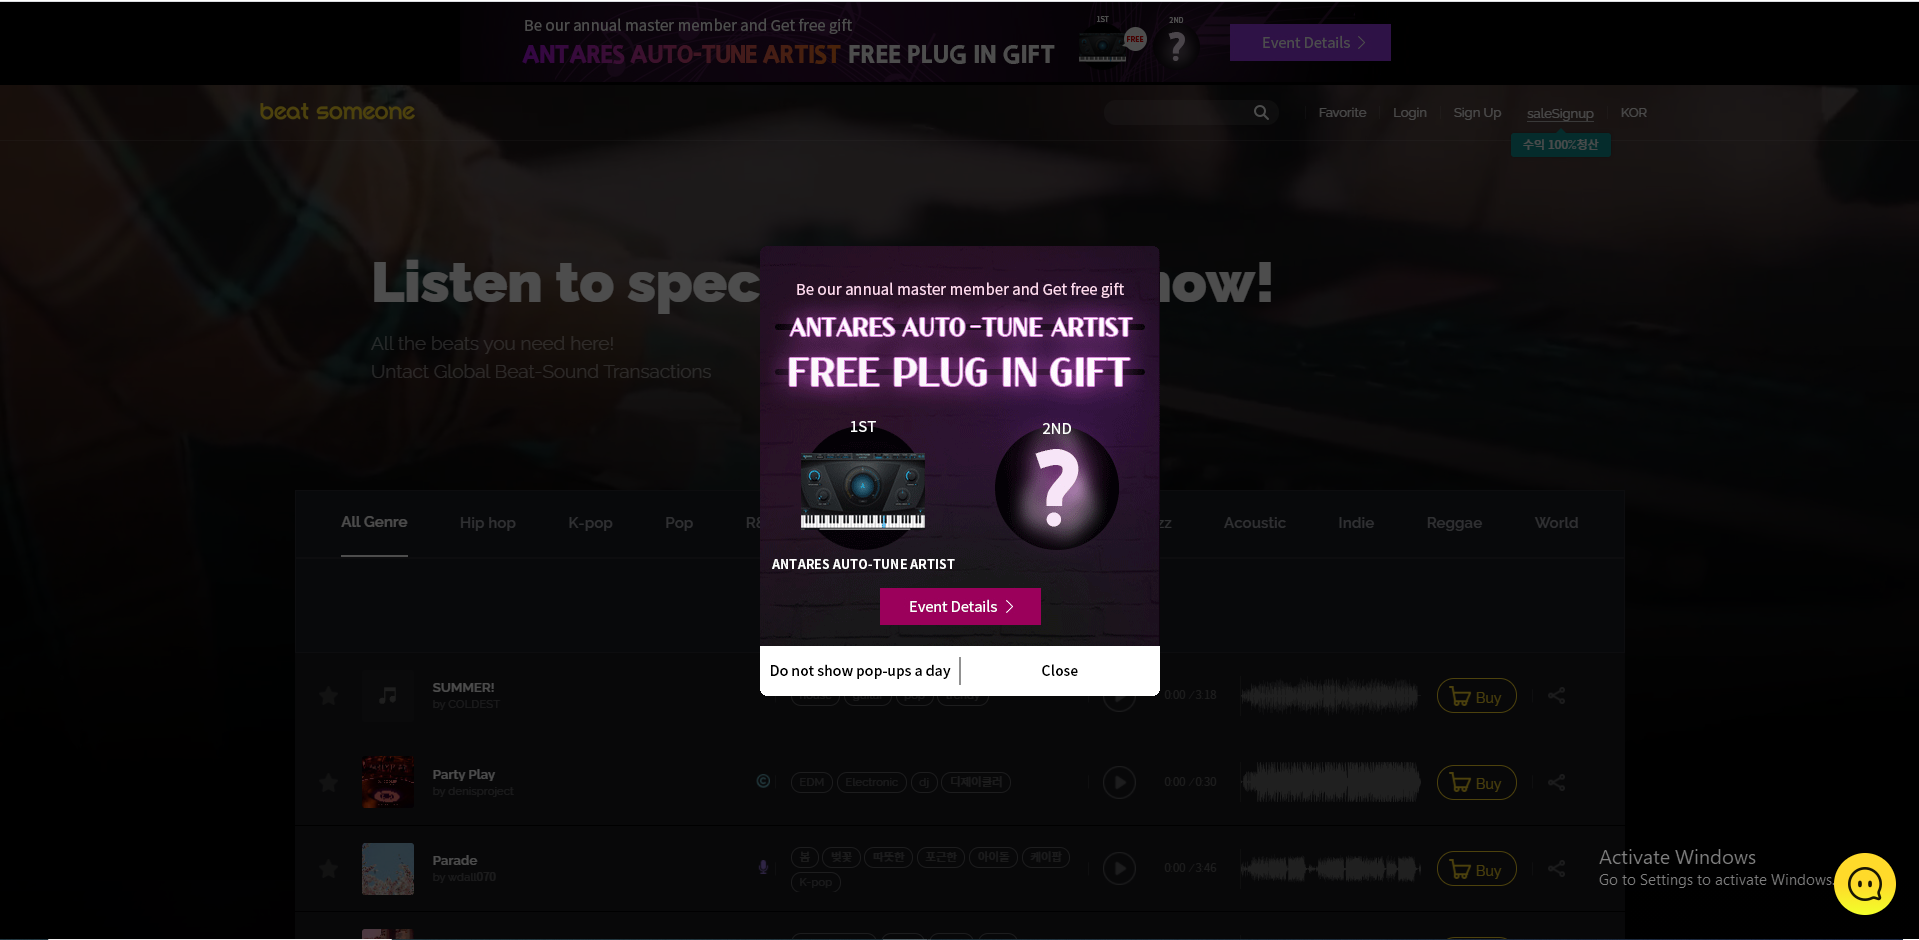 Be our annual master member and Get free gift
ANTARES AUTO-TUNE ARTIST FREE PLUG IN GIFT
1ST
FREE
2ND
?
Event Details >
beat someone
Favorite
Login
Sign Up
saleSignup
KOR
수익 100%정산
Listen to spec
now!
All the beats you need here!
Untact Global Beat-Sound Transactions
Be our annual master member and Get free gift
ANTARES AUTO-TUNE ARTIST
FREE PLUG IN GIFT
1ST
2ND
?
ANTARES AUTO-TUNE ARTIST
Event Details >
Do not show pop-ups a day
Close
All Genre
Hip hop
K-pop
Pop
Acoustic
Indie
Reggae
World
SUMMER!
by COLDEST
0:00 / 3:18
Buy
Party Play
by denisproject
EDM
Electronic
dj
디제이클러
0:00 / 0:30
Buy
Parade
by wdall070
봄
벚꽃
따뜻한
포근한
아이돌
케이팝
K-pop
0:00 / 3:46
Buy
Activate Windows
Go to Settings to activate Windows.